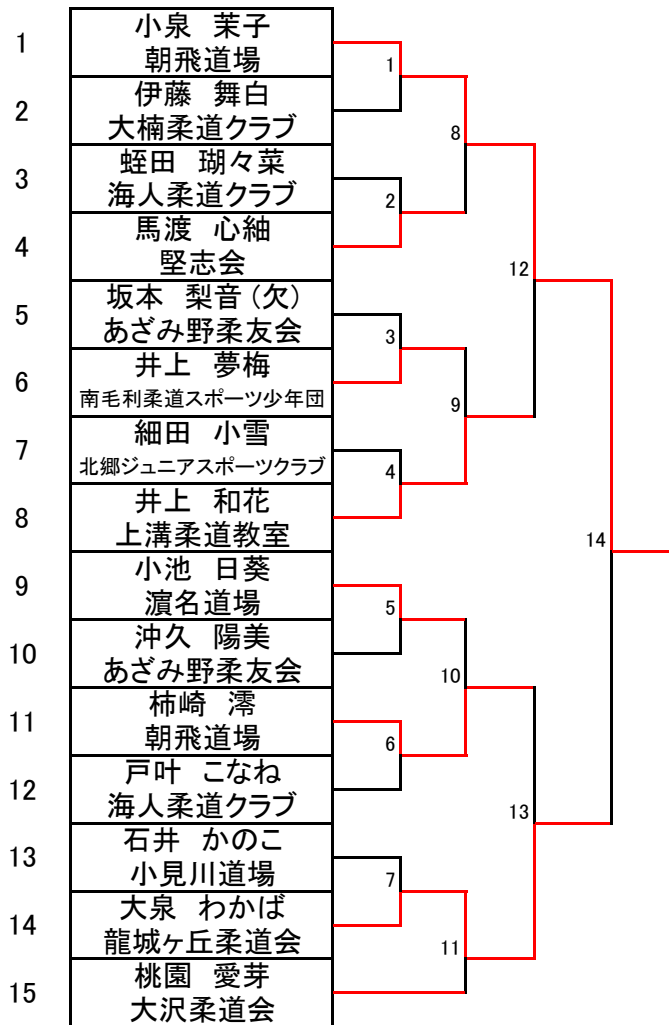 1
小泉 茉子
朝飛道場
2
伊藤 舞白
大楠柔道クラブ
3
蛭田 瑚々菜
海人柔道クラブ
4
馬渡 心紬
堅志会
5
坂本 梨音(欠)
あざみ野柔友会
6
井上 夢梅
南毛利柔道スポーツ少年団
7
細田 小雪
北郷ジュニアスポーツクラブ
8
井上 和花
上溝柔道教室
9
小池 日葵
濵名道場
10
沖久 陽美
あざみ野柔友会
11
柿崎 澪
朝飛道場
12
戸叶 こなね
海人柔道クラブ
13
石井 かのこ
小見川道場
14
大泉 わかば
龍城ヶ丘柔道会
15
桃園 愛芽
大沢柔道会
1
2
3
4
5
6
7
8
9
10
11
12
13
14